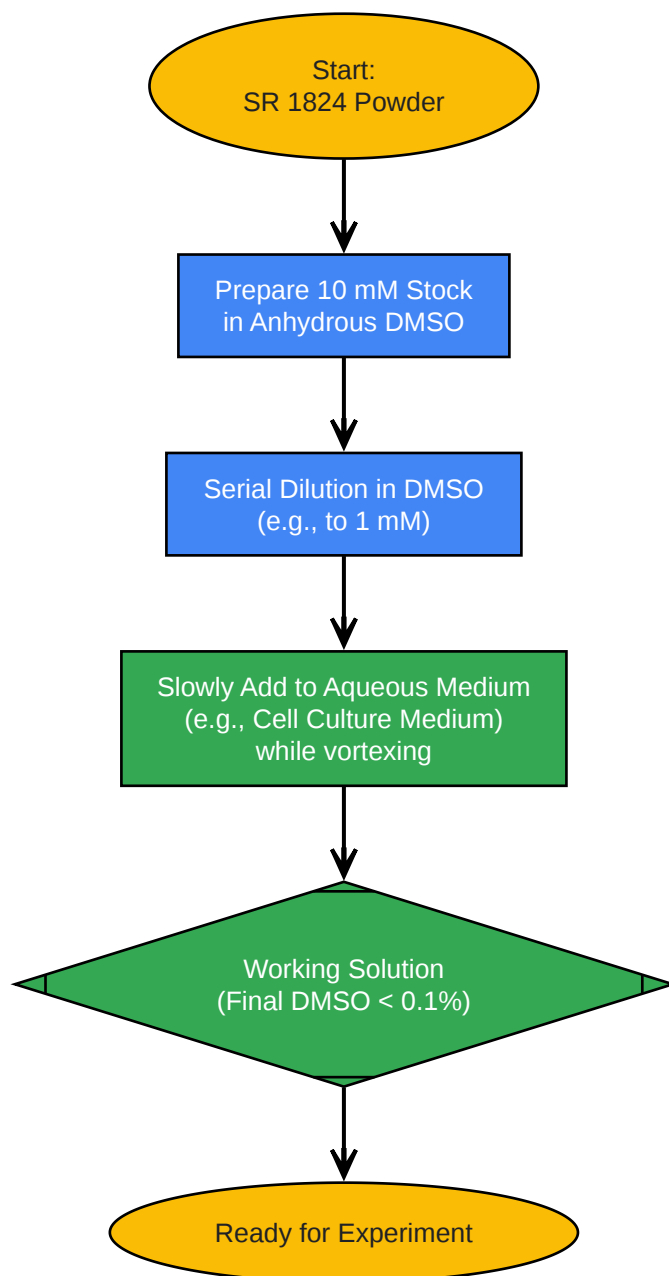 Start:
SR 1824 Powder
Prepare 10 mM Stock
in Anhydrous DMSO
Serial Dilution in DMSO
(e.g., to 1 mM)
Slowly Add to Aqueous Medium
(e.g., Cell Culture Medium)
while vortexing
Working Solution
(Final DMSO < 0.1%)
Ready for Experiment